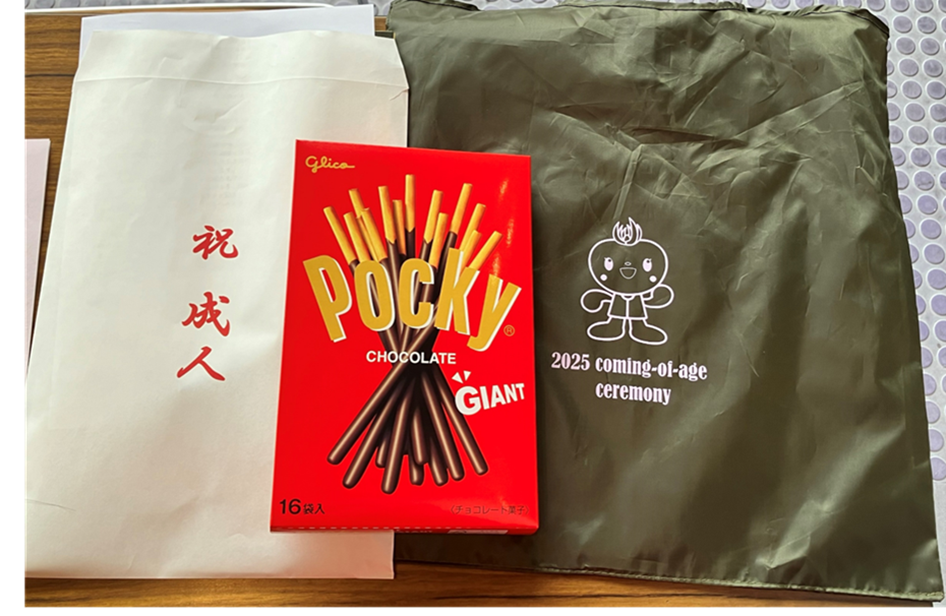 祝
成
人
Glico
POCKY®
CHOCOLATE
GIANT
16袋入
チョコレート菓子
2025 coming-of-age
ceremony